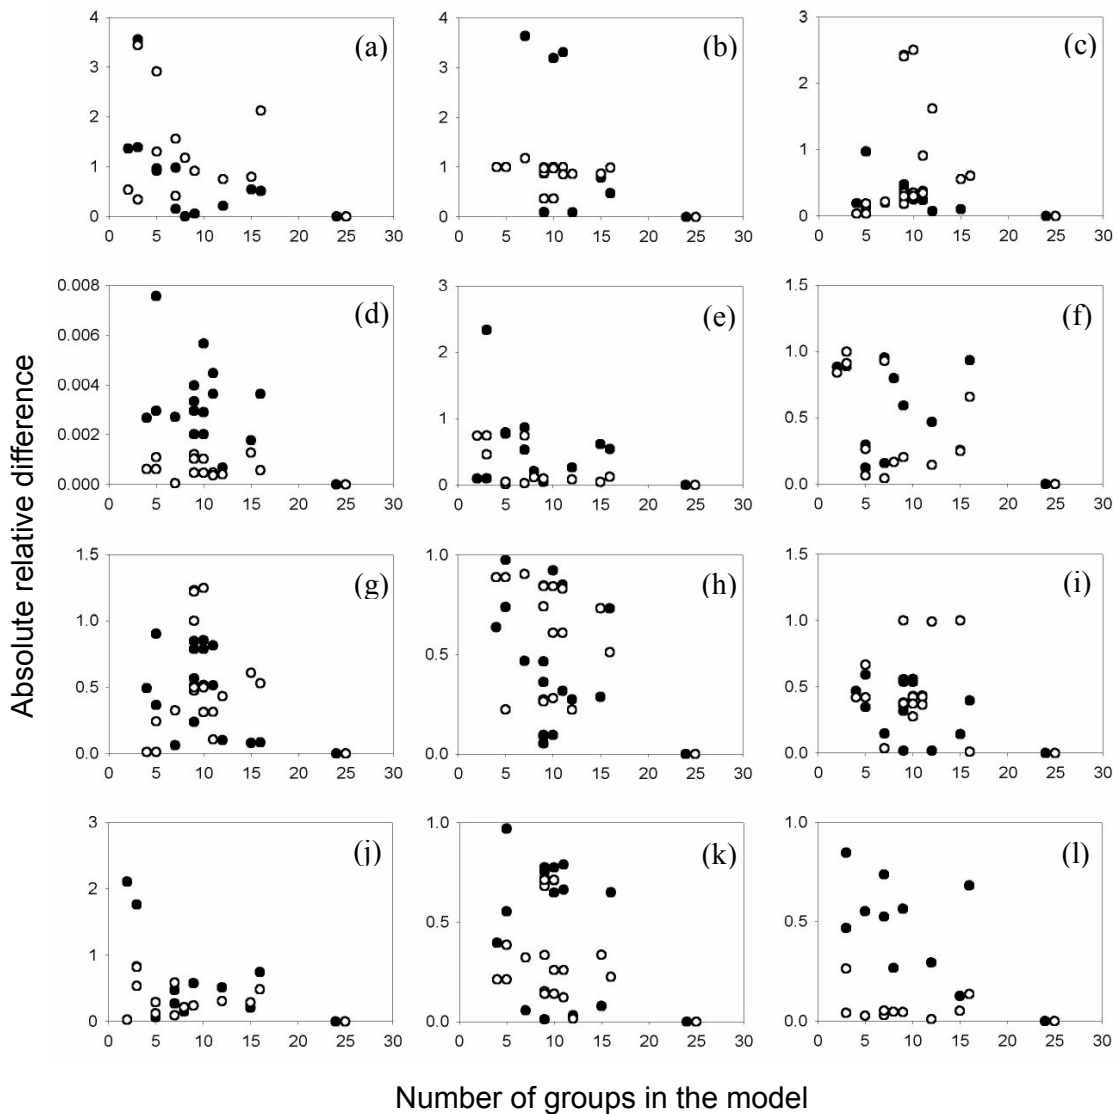 4 (a) 4 (b) 3 (c)
3 3
2 2 2
1 1 1
0 0 0
0 5 10 15 20 25 30 0 5 10 15 20 25 30 0 5 10 15 20 25 30
0.008 (d) 3 (e) 1.5 (f)
0.006
2 1.0
0.004
1 0.5
0.002
0.000 0 0.0
0 5 10 15 20 25 30 0 5 10 15 20 25 30 0 5 10 15 20 25 30
Absolute relative difference
1.5 (g) 1.0 (h) 1.5 (i)
1.0 1.0
0.5
0.5 0.5
0.0 0.0 0.0
0 5 10 15 20 25 30 0 5 10 15 20 25 30 0 5 10 15 20 25 30
3 (j) 1.0 (k) 1.0 (l)
2
0.5 0.5
1
0 0.0 0.0
0 5 10 15 20 25 30 0 5 10 15 20 25 30 0 5 10 15 20 25 30
Number of groups in the model